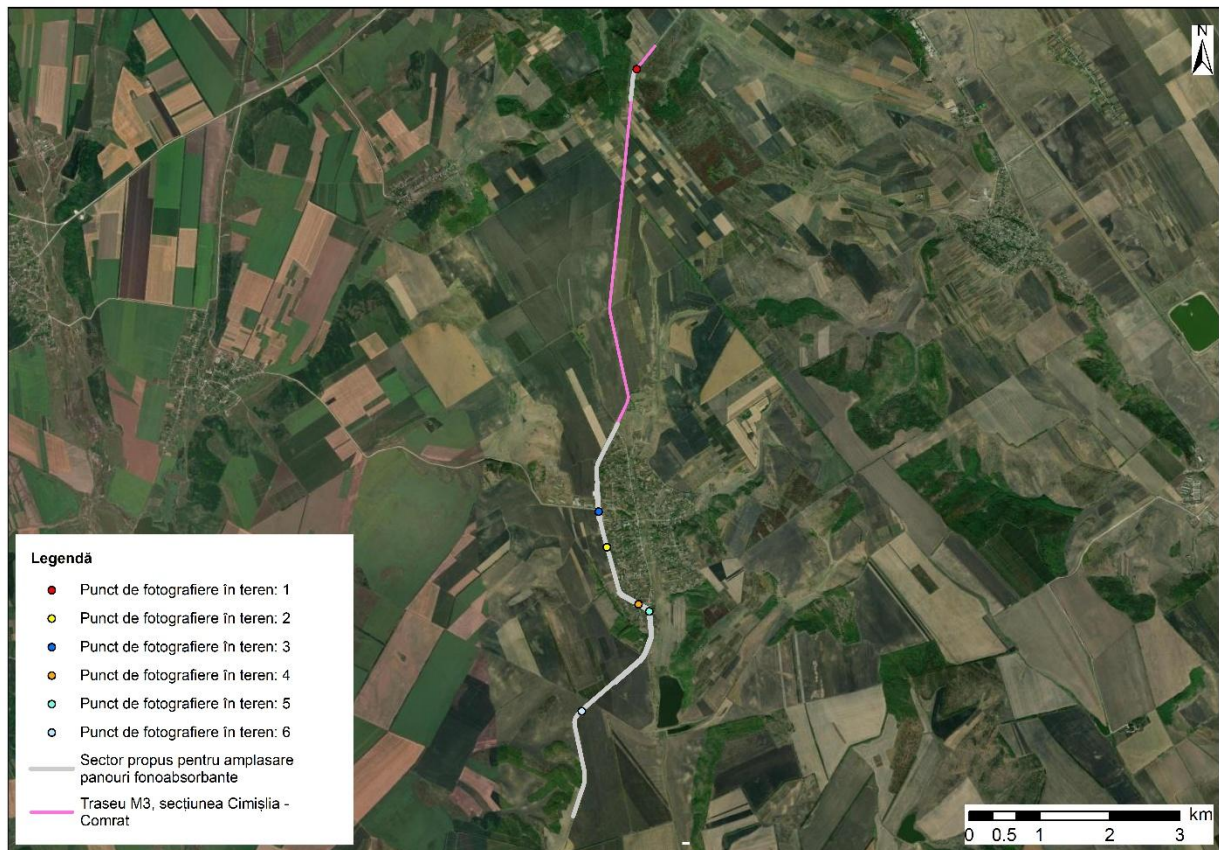 N
Legendă
Punct de fotografiere în teren: 1
Punct de fotografiere în teren: 2
Punct de fotografiere în teren: 3
Punct de fotografiere în teren: 4
Punct de fotografiere în teren: 5
Punct de fotografiere în teren: 6
Sector propus pentru amplasare
panouri fonoabsorbante
Traseu M3, secțiunea Cimișlia -
Comrat
km
0 0.5 1 2 3